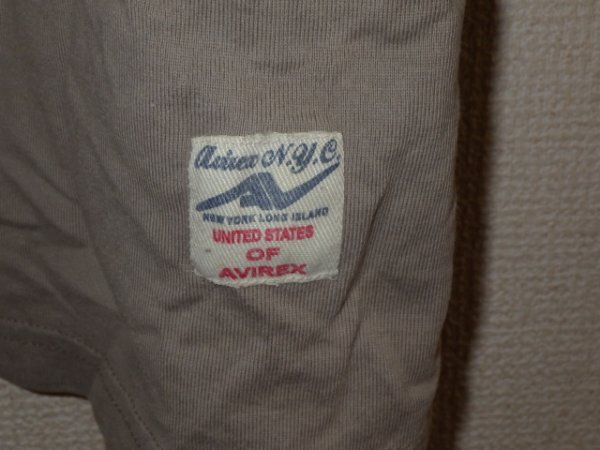 Avirex N.Y.C.
NEW YORK LONG ISLAND
UNITED STATES
OF
AVIREX